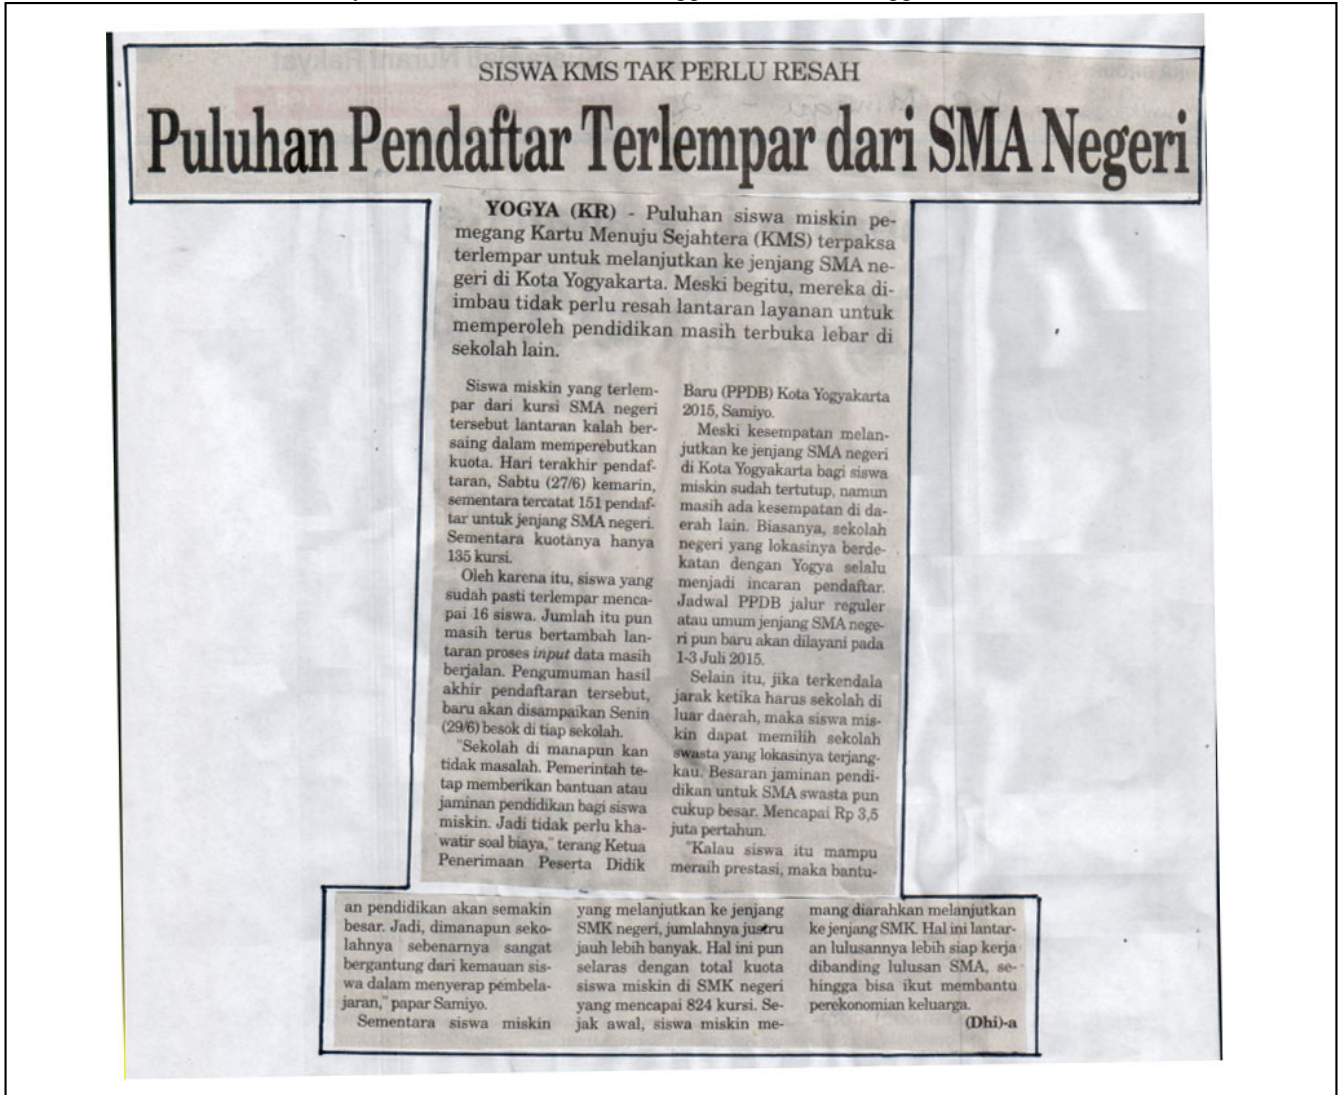 SISWA KMS TAK PERLU RESAH
Puluhan Pendaftar Terlempar dari SMA Negeri
YOGYA (KR) - Puluhan siswa miskin pe-
megang Kartu Menuju Sejahtera (KMS) terpaksa
terlempar untuk melanjutkan ke jenjang SMA ne-
geri di Kota Yogyakarta. Meski begitu, mereka di-
imbau tidak perlu resah lantaran layanan untuk
memperoleh pendidikan masih terbuka lebar di
sekolah lain.
Siswa miskin yang terlem-
par dari kursi SMA negeri
tersebut lantaran kalah ber-
saing dalam memperebutkan
kuota. Hari terakhir pendaf-
taran, Sabtu (27/6) kemarin,
sementara tercatat 151 pendaf-
tar untuk jenjang SMA negeri.
Sementara kuotanya hanya
135 kursi.
Oleh karena itu, siswa yang
sudah pasti terlempar menca-
pai 16 siswa. Jumlah itu pun
masih terus bertambah lan-
taran proses input data masih
berjalan. Pengumuman hasil
akhir pendaftaran tersebut,
baru akan disampaikan Senin
(29/6) besok di tiap sekolah.
"Sekolah di manapun kan
tidak masalah. Pemerintah te-
tap memberikan bantuan atau
jaminan pendidikan bagi siswa
miskin. Jadi tidak perlu kha-
watir soal biaya," terang Ketua
Penerimaan Peserta Didik
Baru (PPDB) Kota Yogyakarta
2015, Samiyo.
Meski kesempatan melan-
jutkan ke jenjang SMA negeri
di Kota Yogyakarta bagi siswa
miskin sudah tertutup, namun
masih ada kesempatan di da-
erah lain. Biasanya, sekolah
negeri yang lokasinya berde-
katan dengan Yogya selalu
menjadi incaran pendaftar.
Jadwal PPDB jalur reguler
atau umum jenjang SMA nege-
ri pun baru akan dilayani pada
1-3 Juli 2015.
Selain itu, jika terkendala
jarak ketika harus sekolah di
luar daerah, maka siswa mis-
kin dapat memilih sekolah
swasta yang lokasinya terjang-
kau. Besaran jaminan pendi-
dikan untuk SMA swasta pun
cukup besar. Mencapai Rp 3,5
juta pertahun.
"Kalau siswa itu mampu
meraih prestasi, maka bantu-
an pendidikan akan semakin
besar. Jadi, dimanapun seko-
lahnya sebenarnya sangat
bergantung dari kemauan sis-
wa dalam menyerap pembela-
jaran," papar Samiyo.
Sementara siswa miskin
yang melanjutkan ke jenjang
SMK negeri, jumlahnya justru
jauh lebih banyak. Hal ini pun
selaras dengan total kuota
siswa miskin di SMK negeri
yang mencapai 824 kursi. Se-
jak awal, siswa miskin me-
mang diarahkan melanjutkan
ke jenjang SMK. Hal ini lantar-
an lulusannya lebih siap kerja
dibanding lulusan SMA, se-
hingga bisa ikut membantu
perekonomian keluarga.
(Dhi)-a